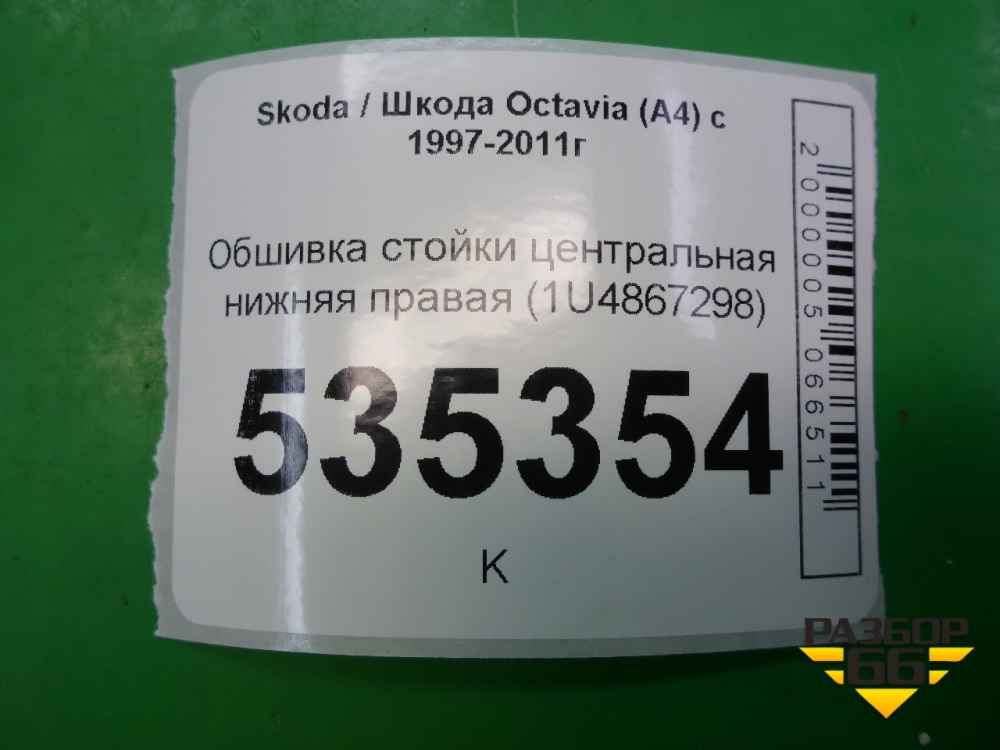 Skoda / Шкода Octavia (A4) с
1997-2011г
Обшивка стойки центральная
нижняя правая (1U4867298)
535354
К
2000005066511
РАЗБОР
66